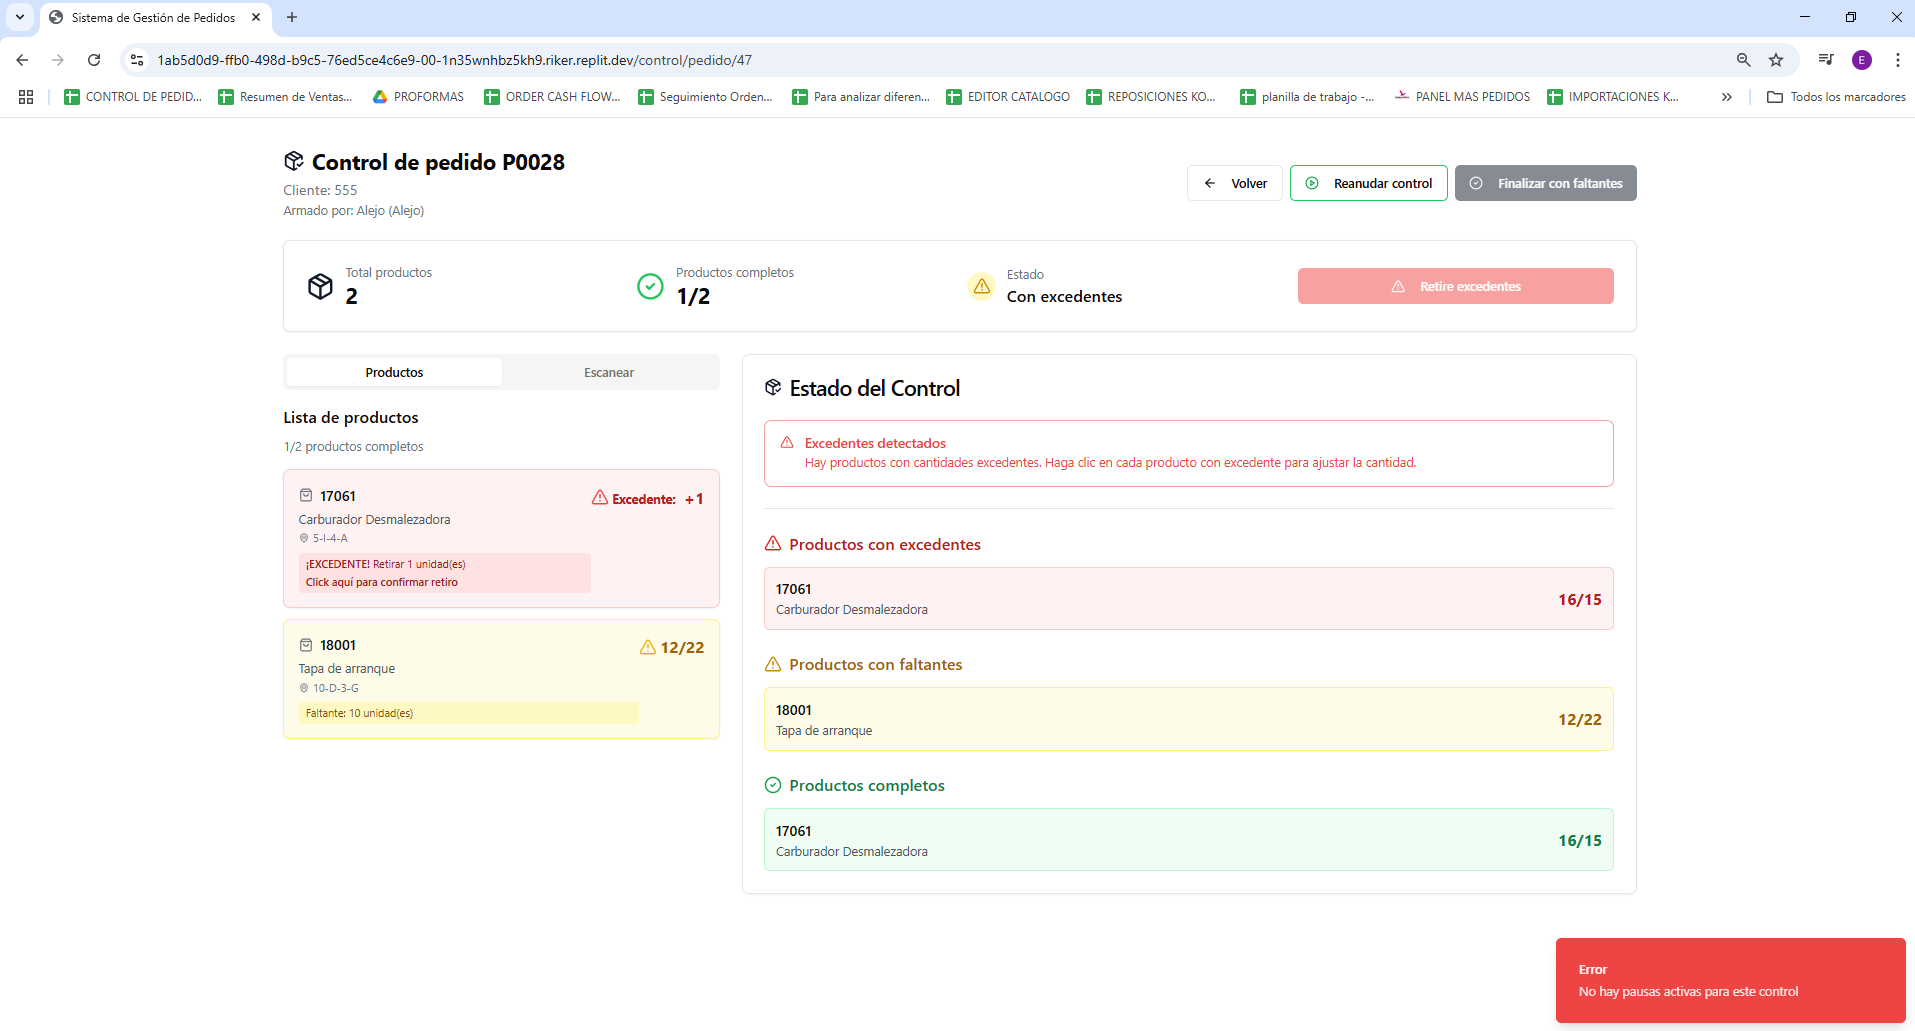 Sistema de Gestión de Pedidos
1ab5d0d9-ffb0-498d-b9c5-76ed5ce4c6e9-00-1n35wnhbz5kh9.riker.replit.dev/control/pedido/47
E
CONTROL DE PEDID...
Resumen de Ventas...
PROFORMAS
ORDER CASH FLOW...
Seguimiento Orden...
Para analizar diferen...
EDITOR CATALOGO
REPOSICIONES KO...
planilla de trabajo -...
PANEL MAS PEDIDOS
IMPORTACIONES K...
Todos los marcadores
Control de pedido P0028
Cliente: 555
Armado por: Alejo (Alejo)
Volver
Reanudar control
Finalizar con faltantes
Total productos
2
Productos completos
1/2
Estado
Con excedentes
Retire excedentes
Productos
Escanear
Lista de productos
1/2 productos completos
17061
Excedente: +1
Carburador Desmalezadora
5-I-4-A
¡EXCEDENTE! Retirar 1 unidad(es)
Click aquí para confirmar retiro
18001
12/22
Tapa de arranque
10-D-3-G
Faltante: 10 unidad(es)
Estado del Control
Excedentes detectados
Hay productos con cantidades excedentes. Haga clic en cada producto con excedente para ajustar la cantidad.
Productos con excedentes
17061
Carburador Desmalezadora
16/15
Productos con faltantes
18001
Tapa de arranque
12/22
Productos completos
17061
Carburador Desmalezadora
16/15
Error
No hay pausas activas para este control